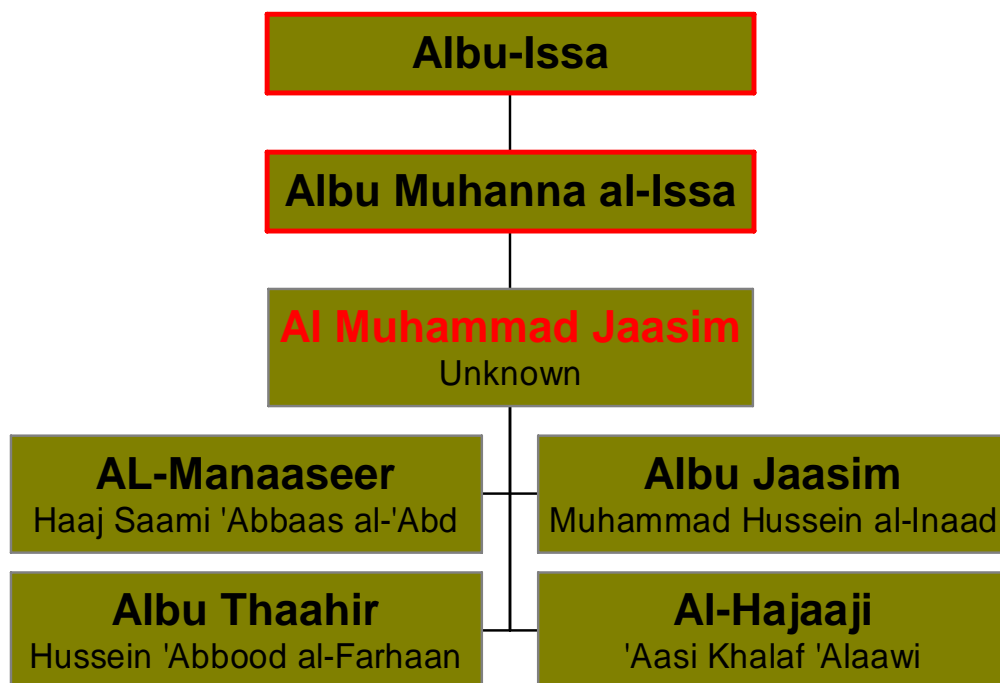 Albu-Issa
Albu Muhanna al-Issa
Al Muhammad Jaasim
Unknown
AL-Manaaseer
Haaj Saami 'Abbaas al-'Abd
Albu Jaasim
Muhammad Hussein al-Inaad
Albu Thaahir
Hussein 'Abbood al-Farhaan
Al-Hajaaji
'Aasi Khalaf 'Alaawi